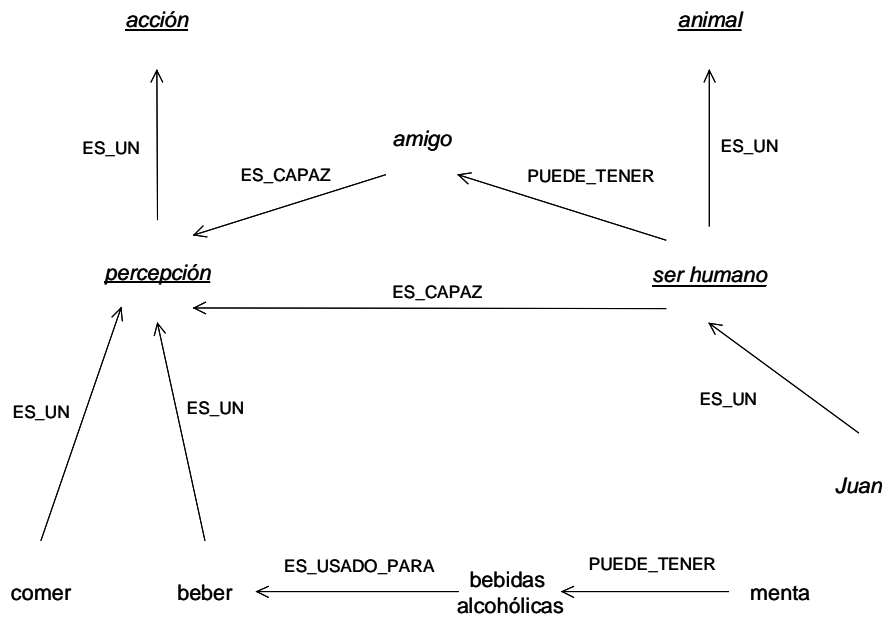 acción
animal
ES_UN
amigo
ES_UN
ES_CAPAZ
PUEDE_TENER
percepción
ser humano
ES_CAPAZ
ES_UN
ES_UN
ES_UN
Juan
comer
beber
ES_USADO_PARA
bebidas
alcohólicas
PUEDE_TENER
menta